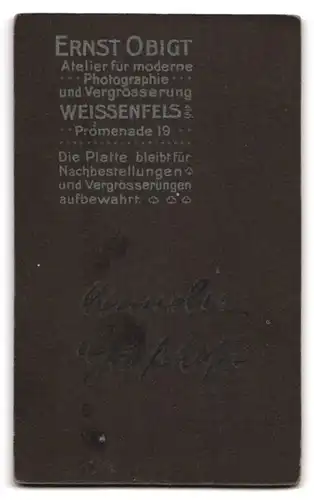 ERNST OBIGT
Atelier für moderne
Photographie
und Vergrösserung
WEISSENFELS a/S
Promenade 19
Die Platte bleibt für
Nachbestellungen
und Vergrösserungen
aufbewahrt.